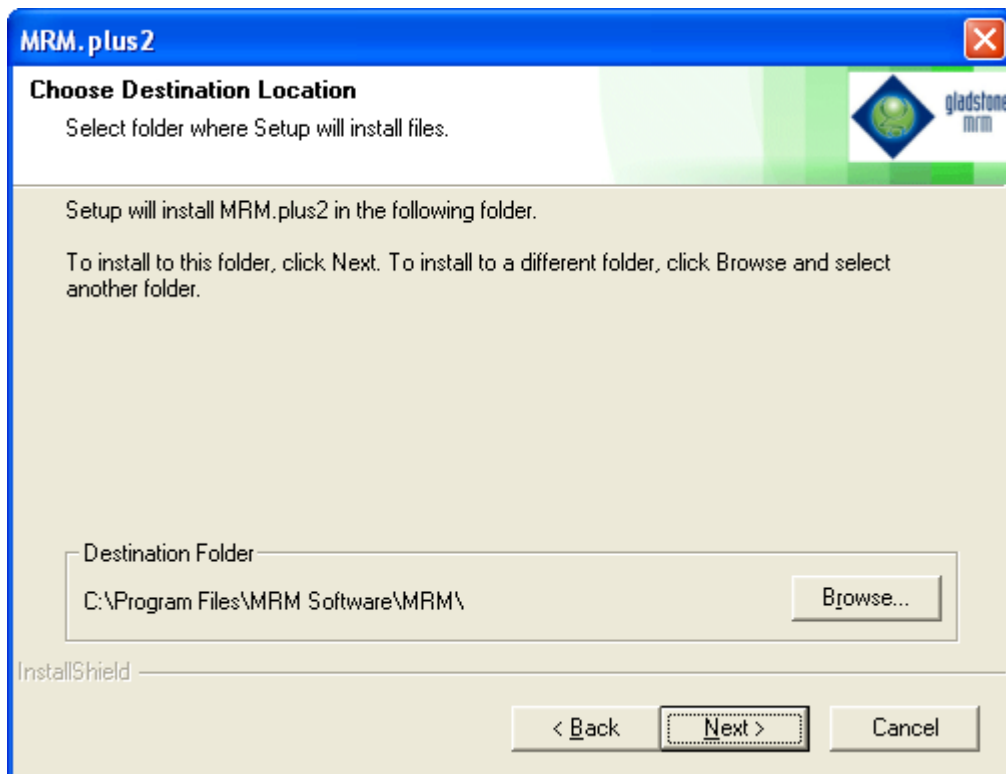 MRM.plus2
Choose Destination Location
Select folder where Setup will install files.
gladstone
mrm
Setup will install MRM.plus2 in the following folder.
To install to this folder, click Next. To install to a different folder, click Browse and select
another folder.
Destination Folder
C:\Program Files\MRM Software\MRM\
Browse...
InstallShield
< Back
Next >
Cancel